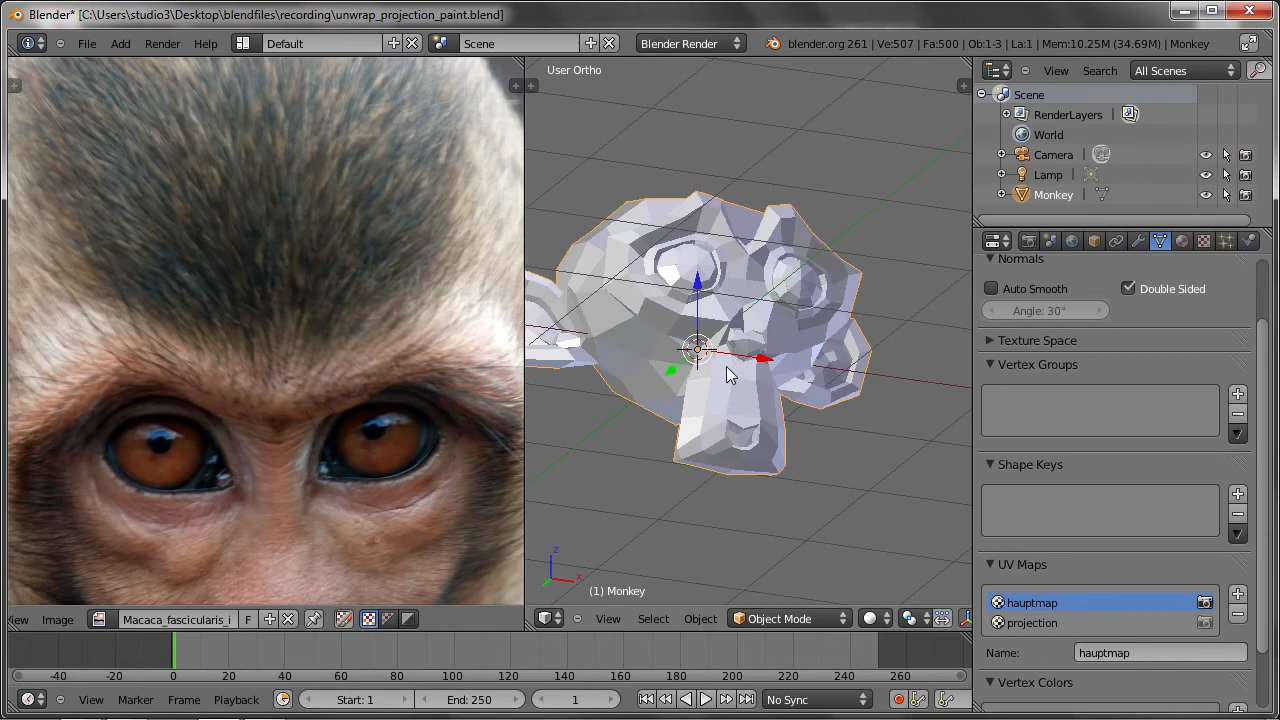 Blender* [C:\Users\studio3\Desktop\blendfiles\recording\unwrap_projection_paint.blend]
File Add Render Help Default Scene Blender Render blender.org 261 | Ve:507 | Fa:500 | Ob:1-3 | La:1 | Mem:10.25M (34.69M) | Monkey
User Ortho
View Search All Scenes
Scene
RenderLayers |
World
Camera |
Lamp |
Monkey |
Normals
Auto Smooth Double Sided
Angle: 30°
Texture Space
Vertex Groups
Shape Keys
UV Maps
hauptmap
projection
Name: hauptmap
Vertex Colors
z
x
(1) Monkey
iew Image Macaca_fascicularis_i F
View Select Object Object Mode
-40 -20 0 20 40 60 80 100 120 140 160 180 200 220 240 260
View Marker Frame Playback Start: 1 End: 250 1 No Sync